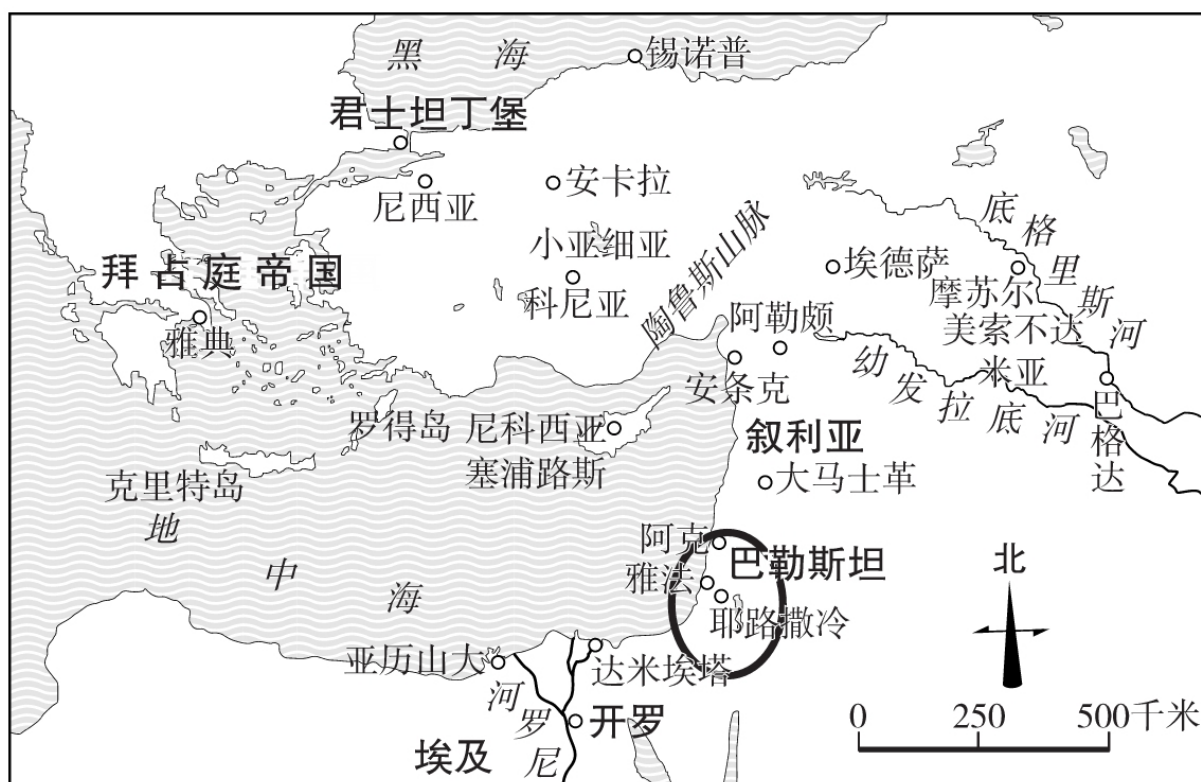 黑海
锡诺普
君士坦丁堡
尼西亚
安卡拉
小亚细亚
科尼亚
陶鲁斯山脉
拜占庭帝国
雅典
埃德萨
底格里斯河
摩苏尔
美索不达
米亚
阿勒颇
安条克
幼发拉底河
巴格达
罗得岛
尼科西亚
塞浦路斯
叙利亚
克里特岛
大马士革
地中海
阿克
巴勒斯坦
雅法
耶路撒冷
北
亚历山大
达米埃塔
河罗尼
开罗
埃及
0 250 500千米